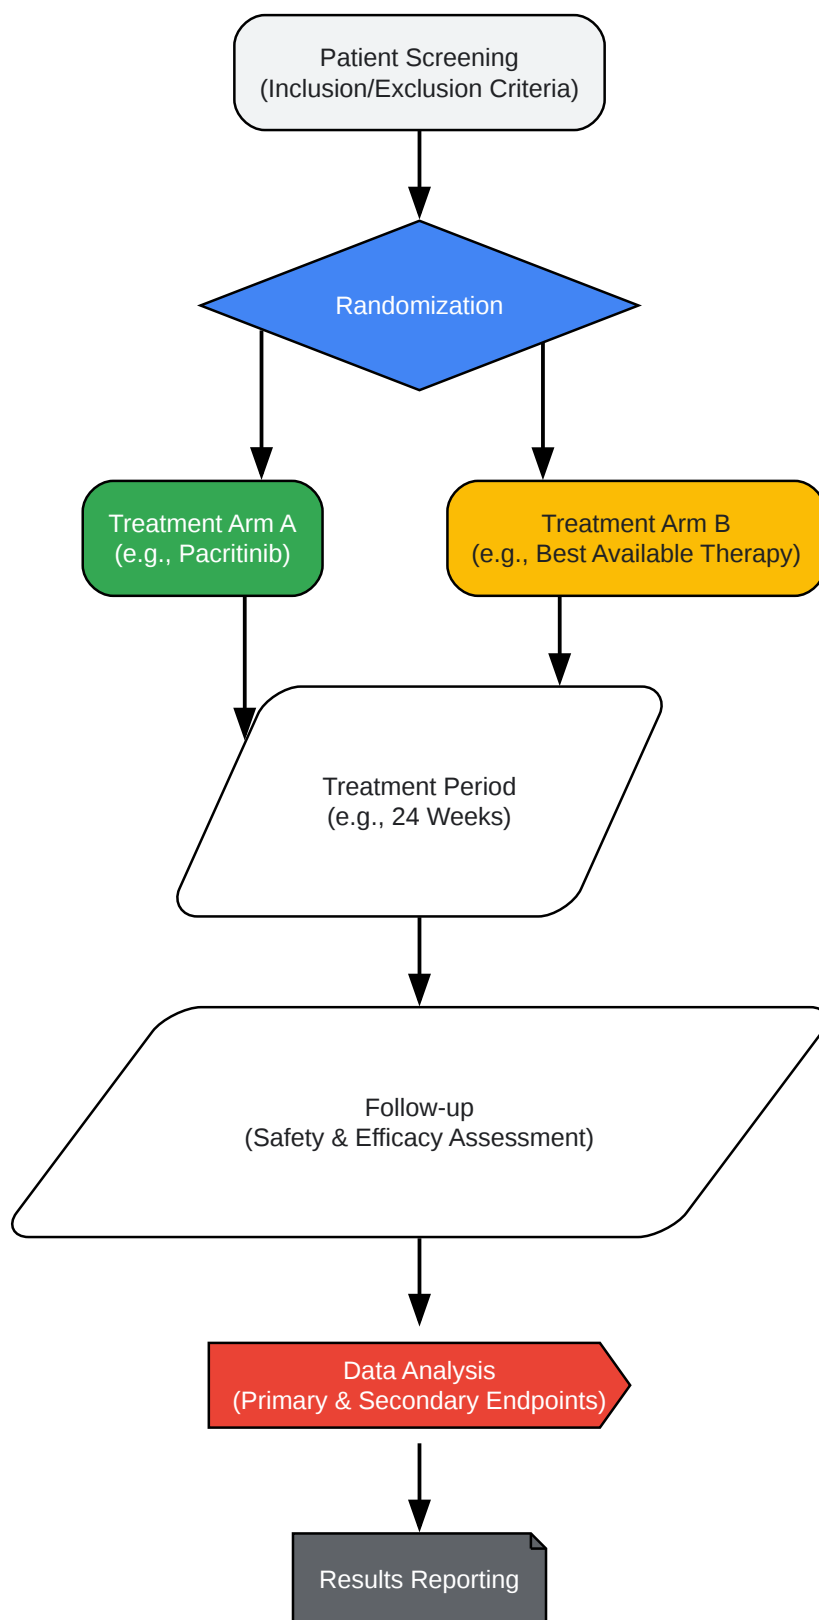 Patient Screening
(Inclusion/Exclusion Criteria)
Randomization
Treatment Arm A
(e.g., Pacritinib)
Treatment Arm B
(e.g., Best Available Therapy)
Treatment Period
(e.g., 24 Weeks)
Follow-up
(Safety & Efficacy Assessment)
Data Analysis
(Primary & Secondary Endpoints)
Results Reporting